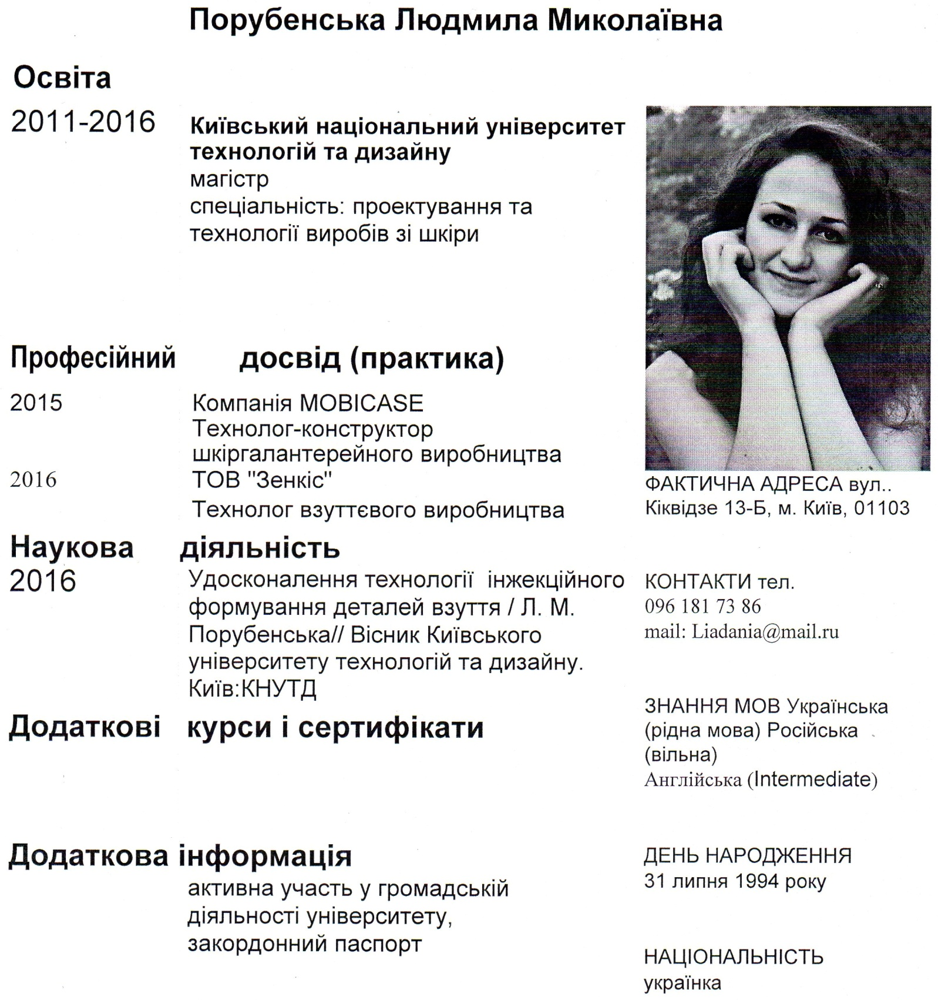 Порубенська Людмила Миколаївна
Освіта
2011-2016
Київський національний університет
технологій та дизайну
магістр
спеціальність: проектування та
технології виробів зі шкіри
Професійний досвід (практика)
2015
Компанія MOBICASE
Технолог-конструктор
шкіргалантерейного виробництва
2016
ТОВ "Зенкіс"
Технолог взуттєвого виробництва
Наукова діяльність
2016
Удосконалення технології інжекційного
формування деталей взуття / Л. М.
Порубенська// Вісник Київського
університету технологій та дизайну.
Київ:КНУТД
Додаткові курси і сертифікати
Додаткова інформація
активна участь у громадській
діяльності університету,
закордонний паспорт
ФАКТИЧНА АДРЕСА вул..
Кіквідзе 13-Б, м. Київ, 01103
КОНТАКТИ тел.
096 181 73 86
mail: Liadania@mail.ru
ЗНАННЯ МОВ Українська
(рідна мова) Російська
(вільна)
Англійська (Intermediate)
ДЕНЬ НАРОДЖЕННЯ
31 липня 1994 року
НАЦІОНАЛЬНІСТЬ
українка